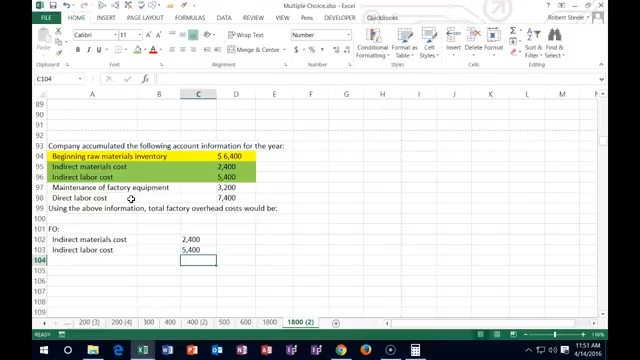 Multiple Choice.xlsx - Excel
FILE HOME INSERT PAGE LAYOUT FORMULAS DATA REVIEW VIEW Pens DEVELOPER QuickBooks Robert Steele
Calibri 11 Wrap Text Number
Paste B I U Merge & Center $ % Conditional Formatting Format as Table Cell Styles Insert Delete Format Sort & Filter Find & Select
Clipboard Font Alignment Number Styles Cells Editing
C104
A B C D E F G H I J K L M
89
90
91
92
93 Company accumulated the following account information for the year:
94 Beginning raw materials inventory $ 6,400
95 Indirect materials cost 2,400
96 Indirect labor cost 5,400
97 Maintenance of factory equipment 3,200
98 Direct labor cost 7,400
99 Using the above information, total factory overhead costs would be:
100
101 FO:
102 Indirect materials cost 2,400
103 Indirect labor cost 5,400
104
105
106
107
108
109
200 (3) 200 (4) 300 400 400 (2) 500 600 1800 1800 (2)
READY
11:51 AM
4/14/2016